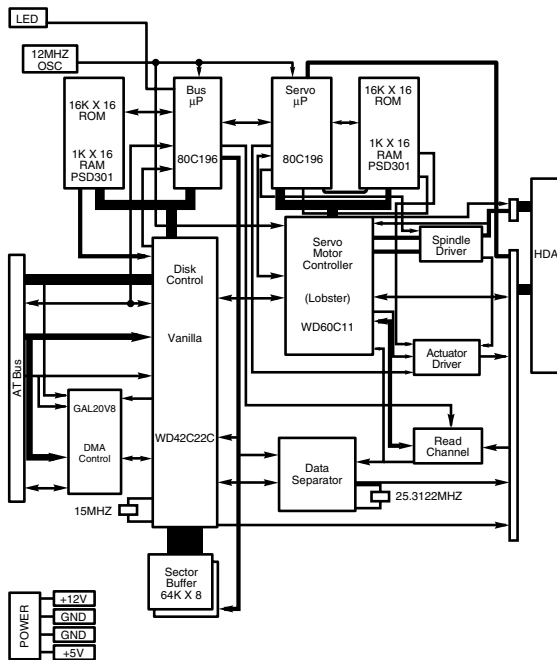 LED
12MHZ
OSC
16K X 16
ROM
1K X 16
RAM
PSD301
Bus
μP
80C196
Servo
μP
80C196
16K X 16
ROM
1K X 16
RAM
PSD301
AT Bus
Disk
Control
Vanilla
WD42C22C
Servo
Motor
Controller
(Lobster)
WD60C11
Spindle
Driver
HDA
Actuator
Driver
GAL20V8
DMA
Control
Read
Channel
Data
Separator
15MHZ
25.3122MHZ
Sector
Buffer
64K X 8
POWER
+12V
GND
GND
+5V